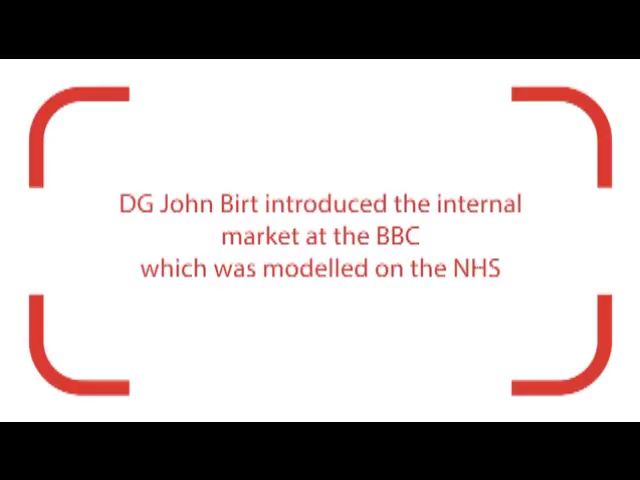 DG John Birt introduced the internal
market at the BBC
which was modelled on the NHS